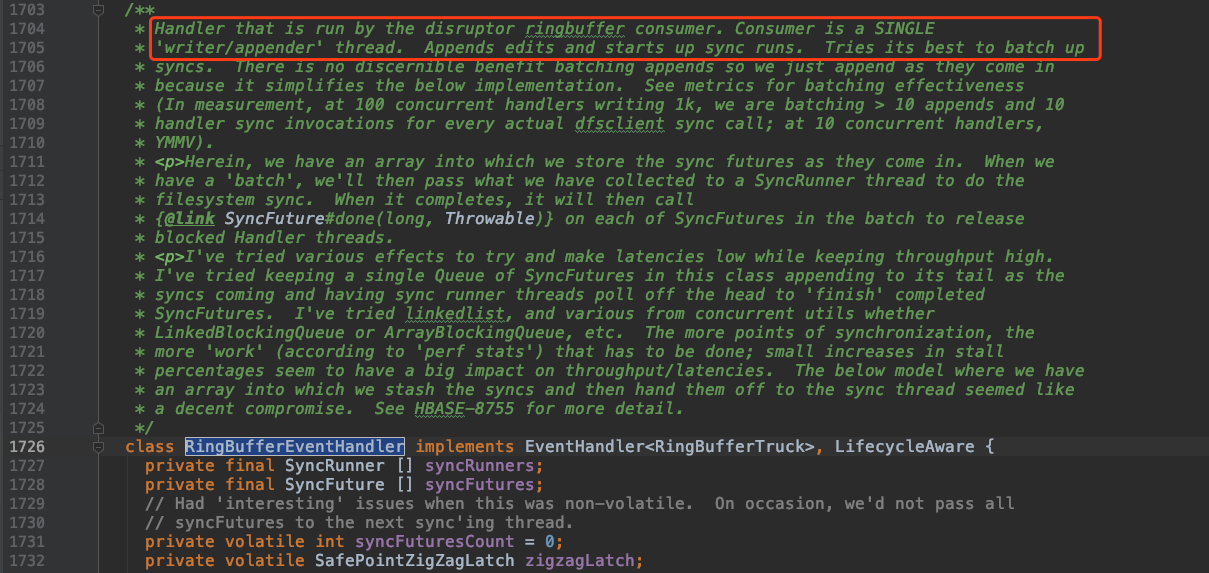 1703 /**
1704 * Handler that is run by the disruptor ringbuffer consumer. Consumer is a SINGLE
1705 * 'writer/appender' thread.  Appends edits and starts up sync runs.  Tries its best to batch up
1706 * syncs.  There is no discernible benefit batching appends so we just append as they come in
1707 * because it simplifies the below implementation.  See metrics for batching effectiveness
1708 * (In measurement, at 100 concurrent handlers writing 1k, we are batching > 10 appends and 10
1709 * handler sync invocations for every actual dfsclient sync call; at 10 concurrent handlers,
1710 * YMMV).
1711 * <p>Herein, we have an array into which we store the sync futures as they come in.  When we
1712 * have a 'batch', we'll then pass what we have collected to a SyncRunner thread to do the
1713 * filesystem sync.  When it completes, it will then call
1714 * {@link SyncFuture#done(long, Throwable)} on each of SyncFutures in the batch to release
1715 * blocked Handler threads.
1716 * <p>I've tried various effects to try and make latencies low while keeping throughput high.
1717 * I've tried keeping a single Queue of SyncFutures in this class appending to its tail as the
1718 * syncs coming and having sync runner threads poll off the head to 'finish' completed
1719 * SyncFutures.  I've tried linkedlist, and various from concurrent utils whether
1720 * LinkedBlockingQueue or ArrayBlockingQueue, etc.  The more points of synchronization, the
1721 * more 'work' (according to 'perf stats') that has to be done; small increases in stall
1722 * percentages seem to have a big impact on throughput/latencies.  The below model where we have
1723 * an array into which we stash the syncs and then hand them off to the sync thread seemed like
1724 * a decent compromise.  See HBASE-8755 for more detail.
1725 */
1726 class RingBufferEventHandler implements EventHandler<RingBufferTruck>, LifecycleAware {
1727 private final SyncRunner [] syncRunners;
1728 private final SyncFuture [] syncFutures;
1729 // Had 'interesting' issues when this was non-volatile.  On occasion, we'd not pass all
1730 // syncFutures to the next sync'ing thread.
1731 private volatile int syncFuturesCount = 0;
1732 private volatile SafePointZigZagLatch zigzagLatch;